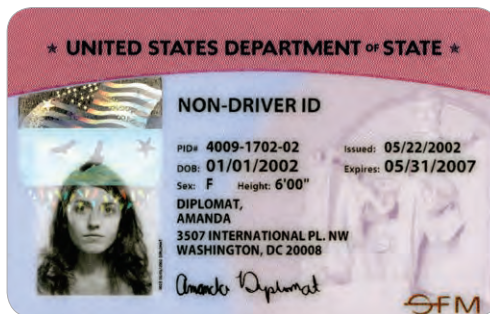 ★ UNITED STATES DEPARTMENT OF STATE ★
NON-DRIVER ID
PID# 4009-1702-02 Issued: 05/22/2002
DOB: 01/01/2002 Expires: 05/31/2007
Sex: F Height: 6'00"
DIPLOMAT,
AMANDA
3507 INTERNATIONAL PL. NW
WASHINGTON, DC 20008
Amanda Diplomat
OFM